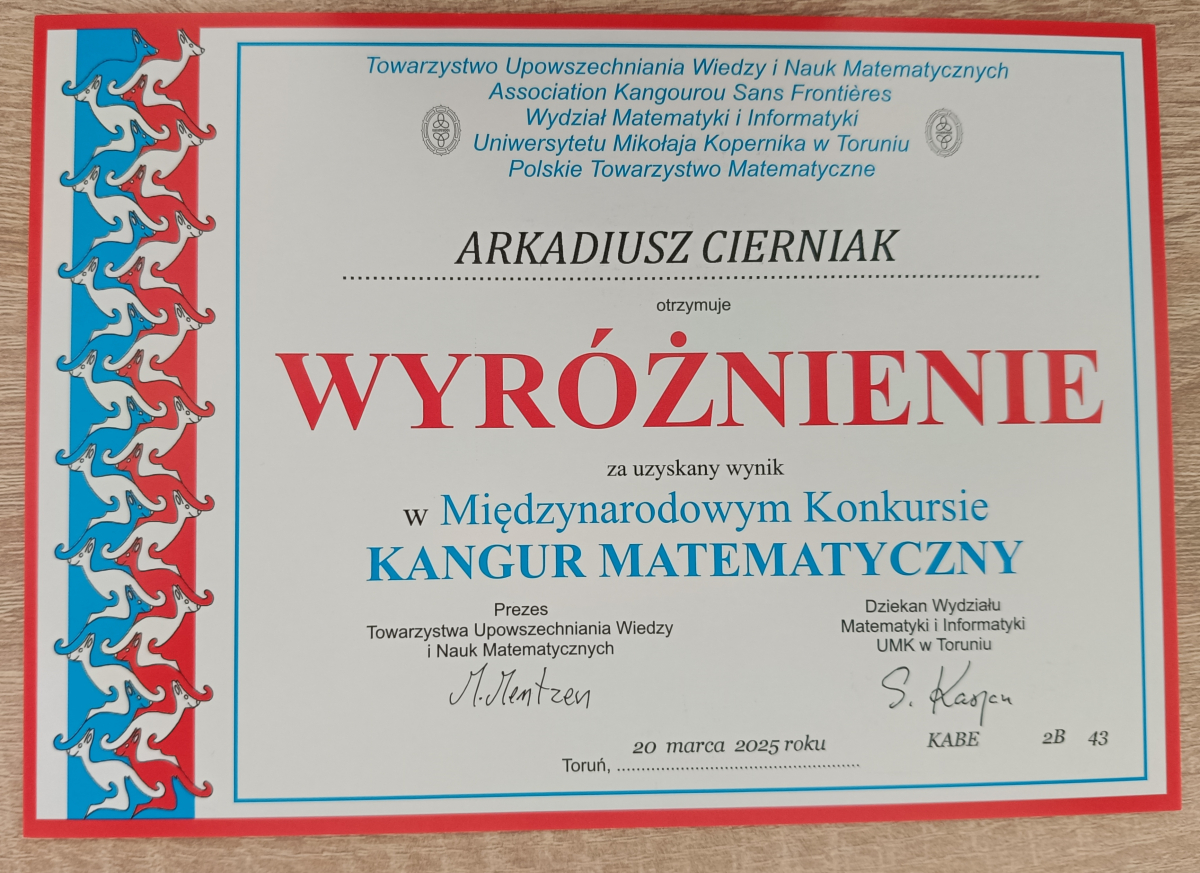 Towarzystwo Upowszechniania Wiedzy i Nauk Matematycznych
Association Kangourou Sans Frontières
Wydział Matematyki i Informatyki
Uniwersytetu Mikołaja Kopernika w Toruniu
Polskie Towarzystwo Matematyczne
ARKADIUSZ CIERNIAK
otrzymuje
WYRÓŻNIENIE
za uzyskany wynik
w Międzynarodowym Konkursie
KANGUR MATEMATYCZNY
Prezes
Towarzystwa Upowszechniania Wiedzy
i Nauk Matematycznych
M. Mentzen
Dziekan Wydziału
Matematyki i Informatyki
UMK w Toruniu
S. Kasjan
20 marca 2025 roku
Toruń,
KABE 2B 43